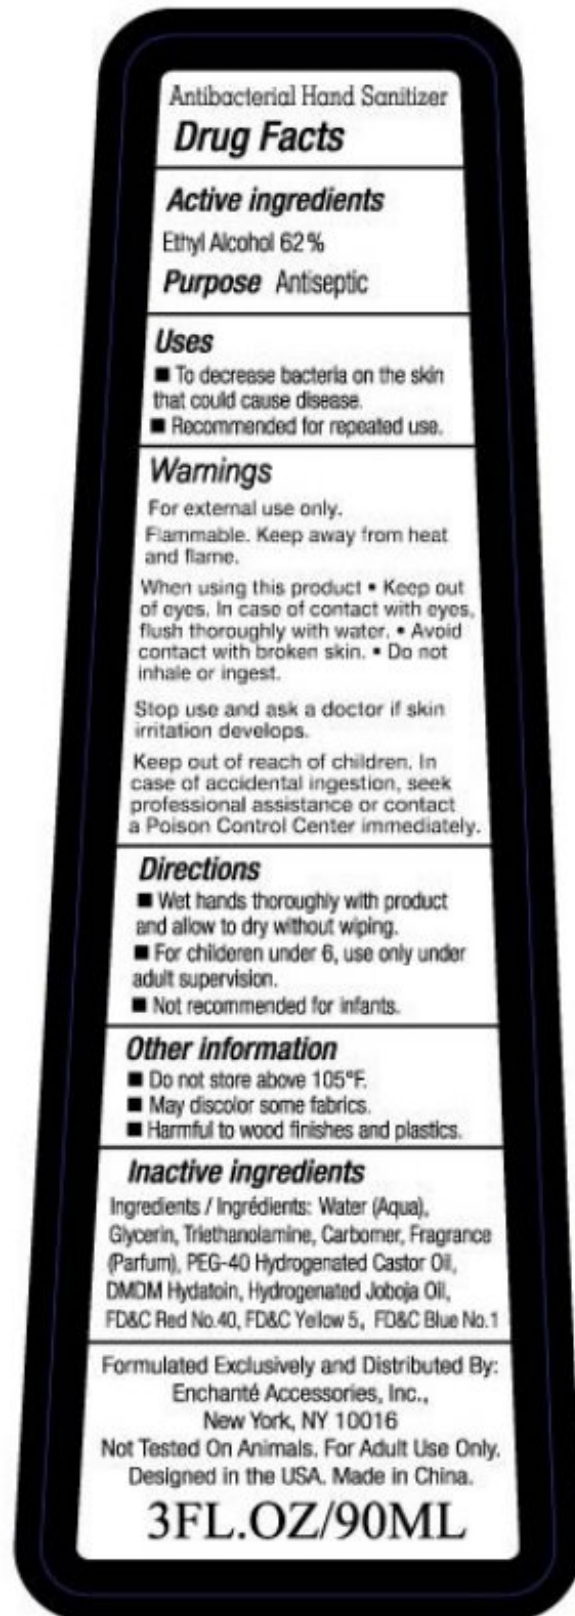 Antibacterial Hand Sanitizer
Drug Facts
Active ingredients
Ethyl Alcohol 62%
Purpose Antiseptic
Uses
■ To decrease bacteria on the skin
that could cause disease.
■ Recommended for repeated use.
Warnings
For external use only.
Flammable. Keep away from heat
and flame.
When using this product • Keep out
of eyes. In case of contact with eyes,
flush thoroughly with water. • Avoid
contact with broken skin. • Do not
inhale or ingest.
Stop use and ask a doctor if skin
irritation develops.
Keep out of reach of children. In
case of accidental ingestion, seek
professional assistance or contact
a Poison Control Center immediately.
Directions
■ Wet hands thoroughly with product
and allow to dry without wiping.
■ For childeren under 6, use only under
adult supervision.
■ Not recommended for infants.
Other information
■ Do not store above 105°F.
■ May discolor some fabrics.
■ Harmful to wood finishes and plastics.
Inactive ingredients
Ingredients / Ingrédients: Water (Aqua),
Glycerin, Triethanolamine, Carbomer, Fragrance
(Parfum), PEG-40 Hydrogenated Castor Oil,
DMDM Hydatoin, Hydrogenated Joboja Oil,
FD&C Red No.40, FD&C Yellow 5, FD&C Blue No.1
Formulated Exclusively and Distributed By:
Enchanté Accessories, Inc.,
New York, NY 10016
Not Tested On Animals. For Adult Use Only.
Designed in the USA. Made in China.
3FL.OZ/90ML